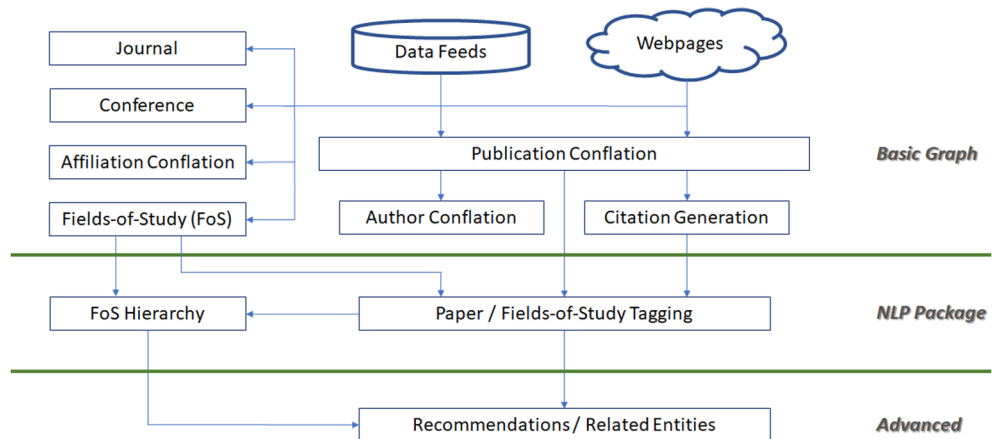 Journal
Data Feeds
Webpages
Conference
Publication Conflation
Basic Graph
Affiliation Conflation
Author Conflation
Citation Generation
Fields-of-Study (FoS)
FoS Hierarchy
Paper / Fields-of-Study Tagging
NLP Package
Recommendations / Related Entities
Advanced